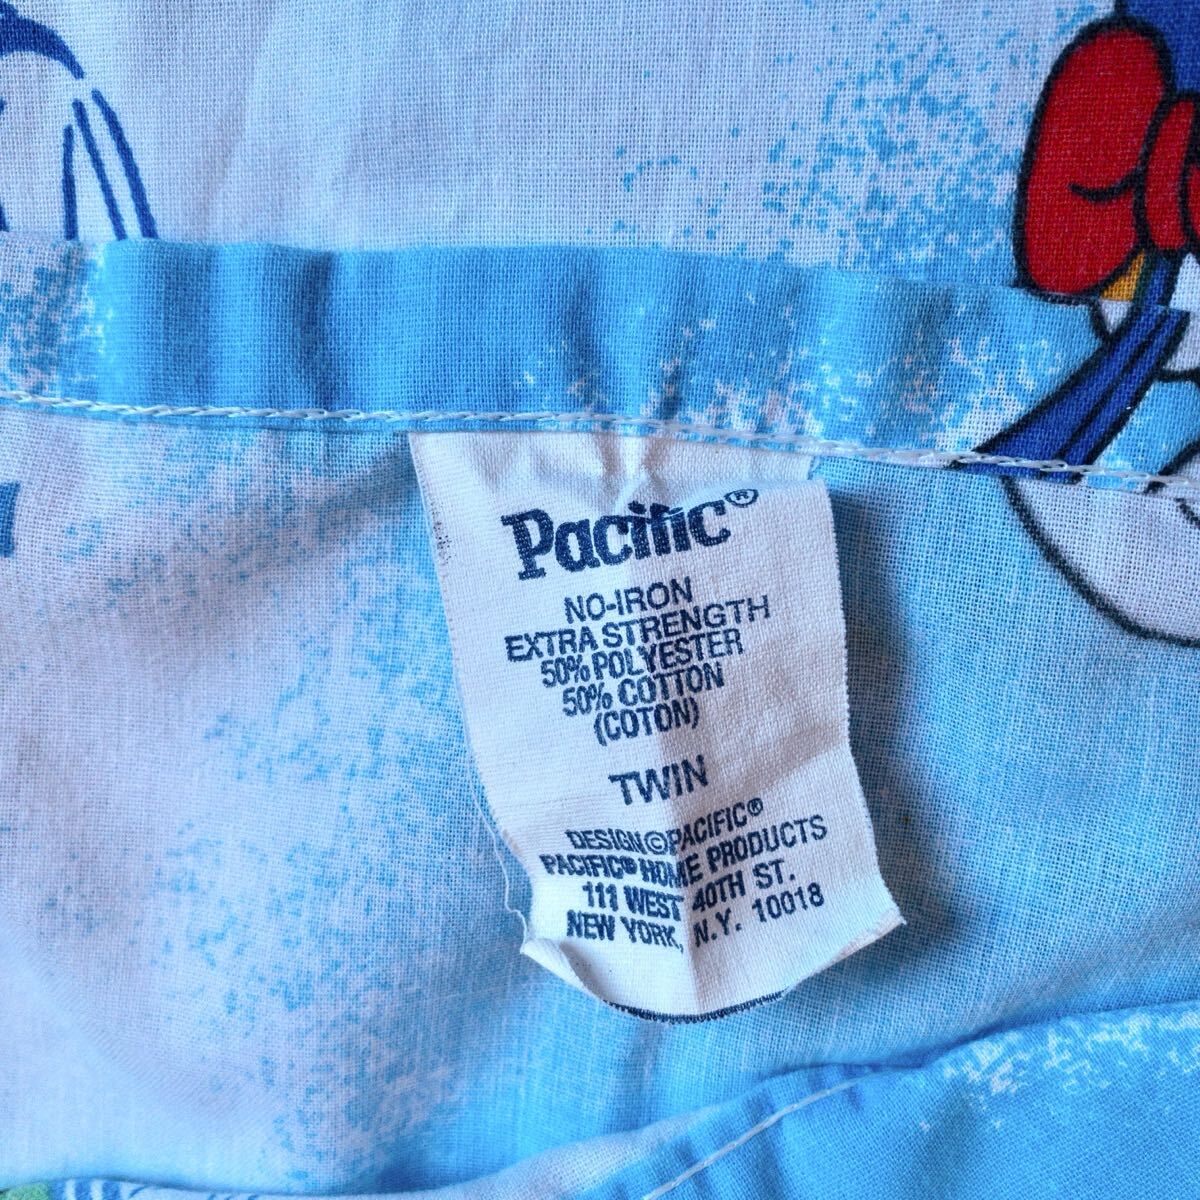 Pacific®
NO-IRON
EXTRA STRENGTH
50% POLYESTER
50% COTTON
(COTON)
TWIN
DESIGN©PACIFIC®
PACIFIC® HOME PRODUCTS
111 WEST 40TH ST.
NEW YORK, N.Y. 10018